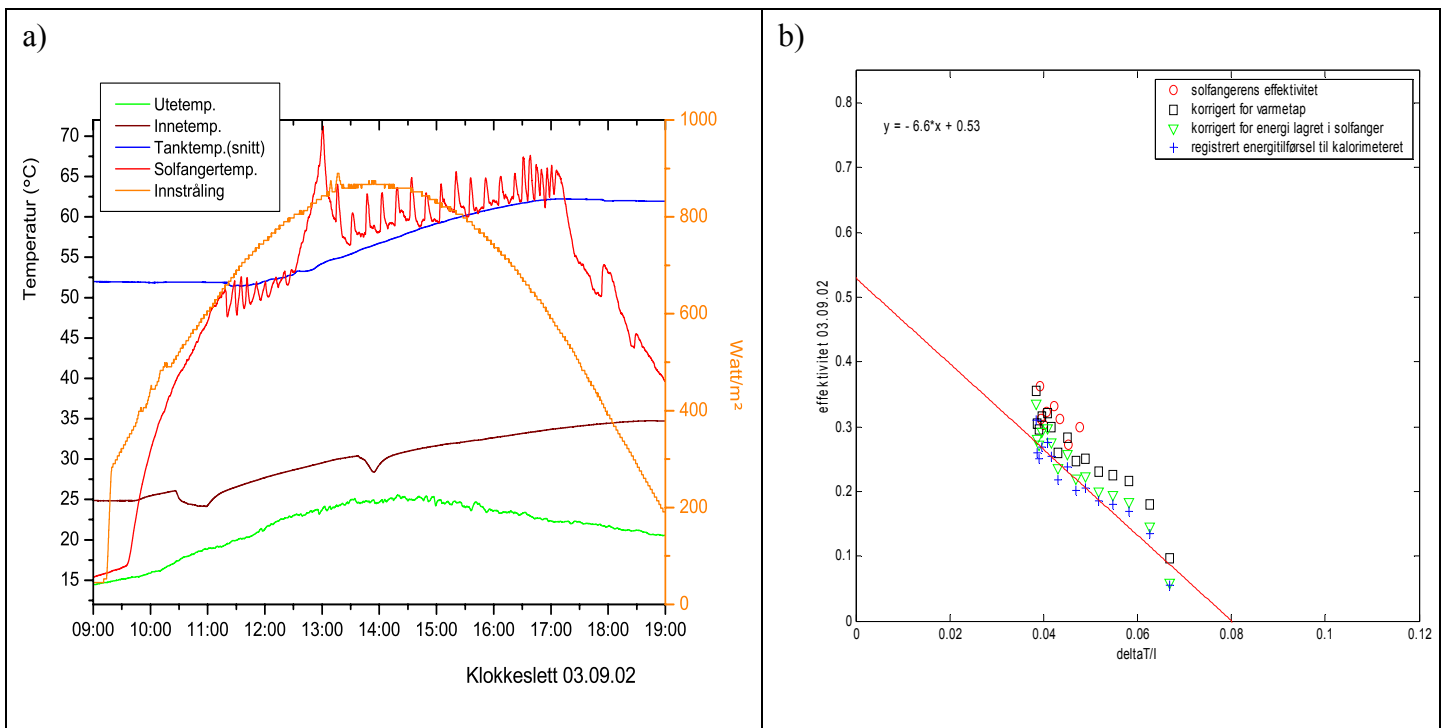 a)
Utetemp.
Innetemp.
Tanktemp.(snitt)
Solfangertemp.
Innstråling
Temperatur (°C)
70
65
60
55
50
45
40
35
30
25
20
15
1000
800
600
400
200
0
Watt/m²
09:00 10:00 11:00 12:00 13:00 14:00 15:00 16:00 17:00 18:00 19:00
Klokkeslett 03.09.02
b)
solfangerens effektivitet
korrigert for varmetap
korrigert for energi lagret i solfanger
registrert energitilførsel til kalorimeteret
y = - 6.6*x + 0.53
effektivitet 03.09.02
0.8
0.7
0.6
0.5
0.4
0.3
0.2
0.1
0
0 0.02 0.04 0.06 0.08 0.1 0.12
deltaT/I